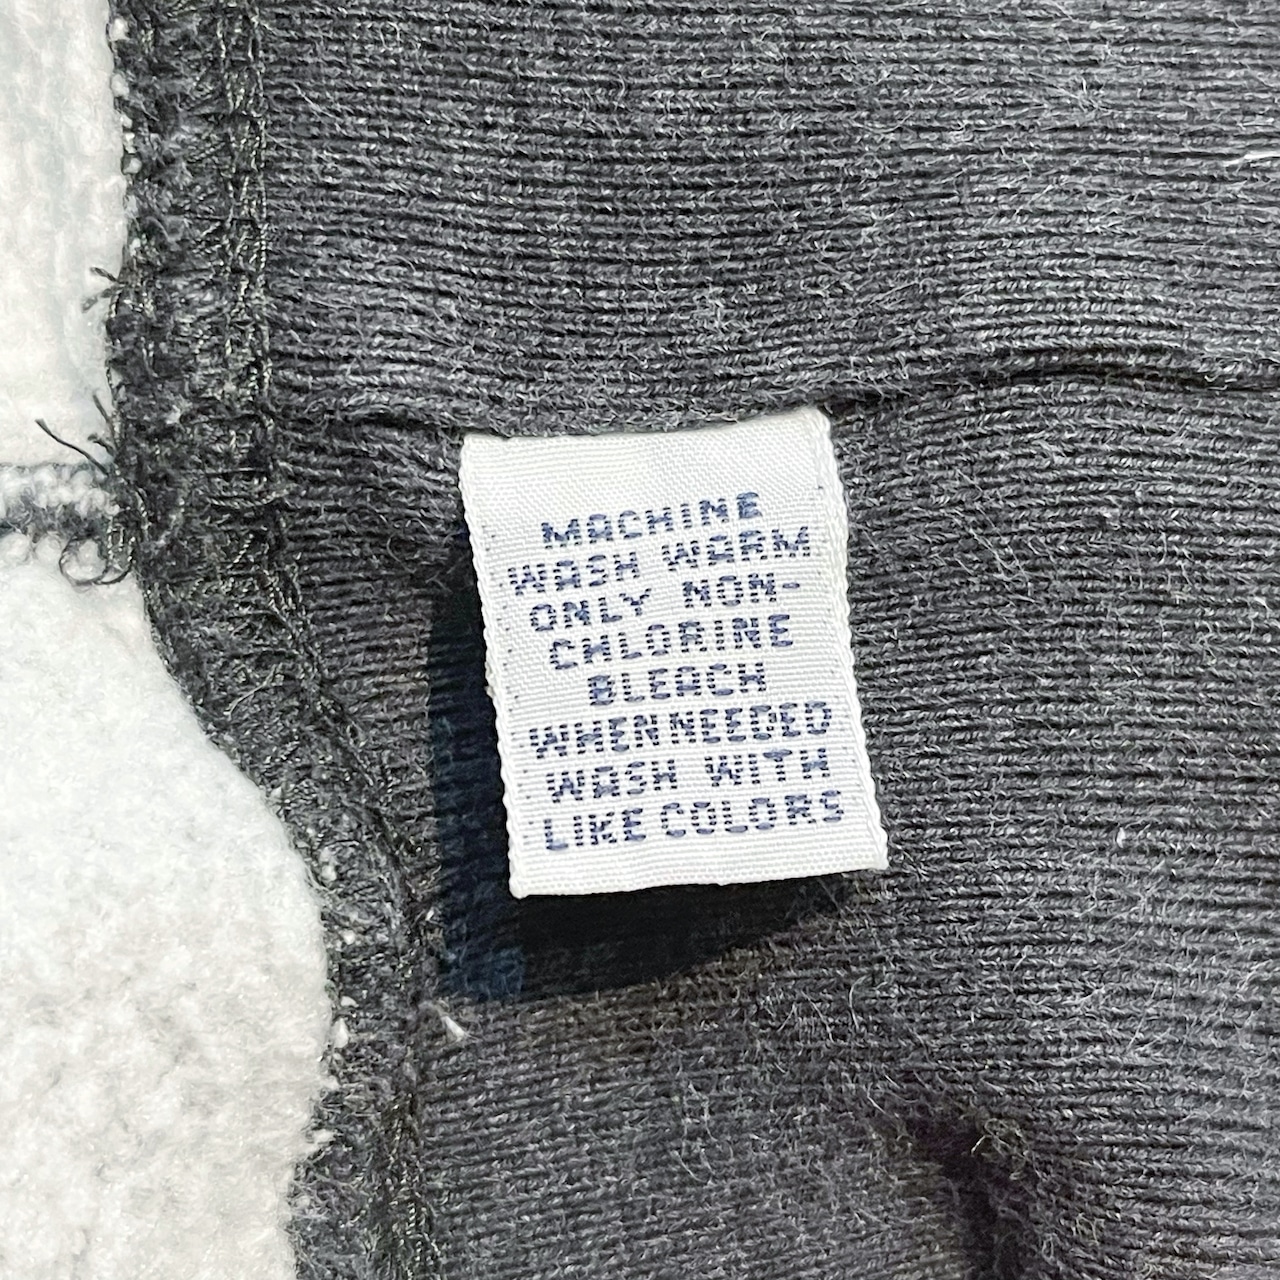 MACHINE
WASH WARM
ONLY NON-
CHLORINE
BLEACH
WHEN NEEDED
WASH WITH
LIKE COLORS